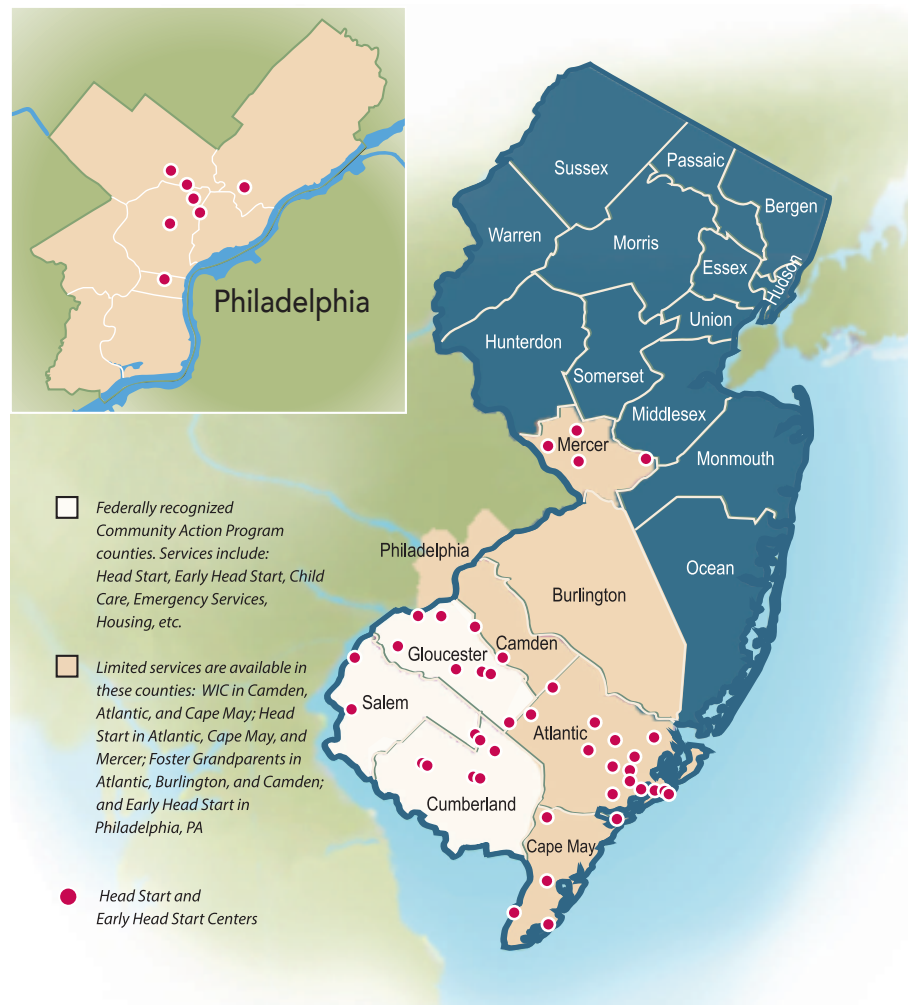 Philadelphia
Sussex
Passaic
Bergen
Warren
Morris
Essex
Hudson
Union
Hunterdon
Somerset
Middlesex
Mercer
Monmouth
Federally recognized
Community Action Program
counties. Services include:
Head Start, Early Head Start, Child
Care, Emergency Services,
Housing, etc.
Philadelphia
Ocean
Burlington
Camden
Gloucester
Limited services are available in
these counties:  WIC in Camden,
Atlantic, and Cape May; Head
Start in Atlantic, Cape May, and
Mercer; Foster Grandparents in
Atlantic, Burlington, and Camden;
and Early Head Start in
Philadelphia, PA
Salem
Atlantic
Cumberland
Cape May
Head Start and
Early Head Start Centers